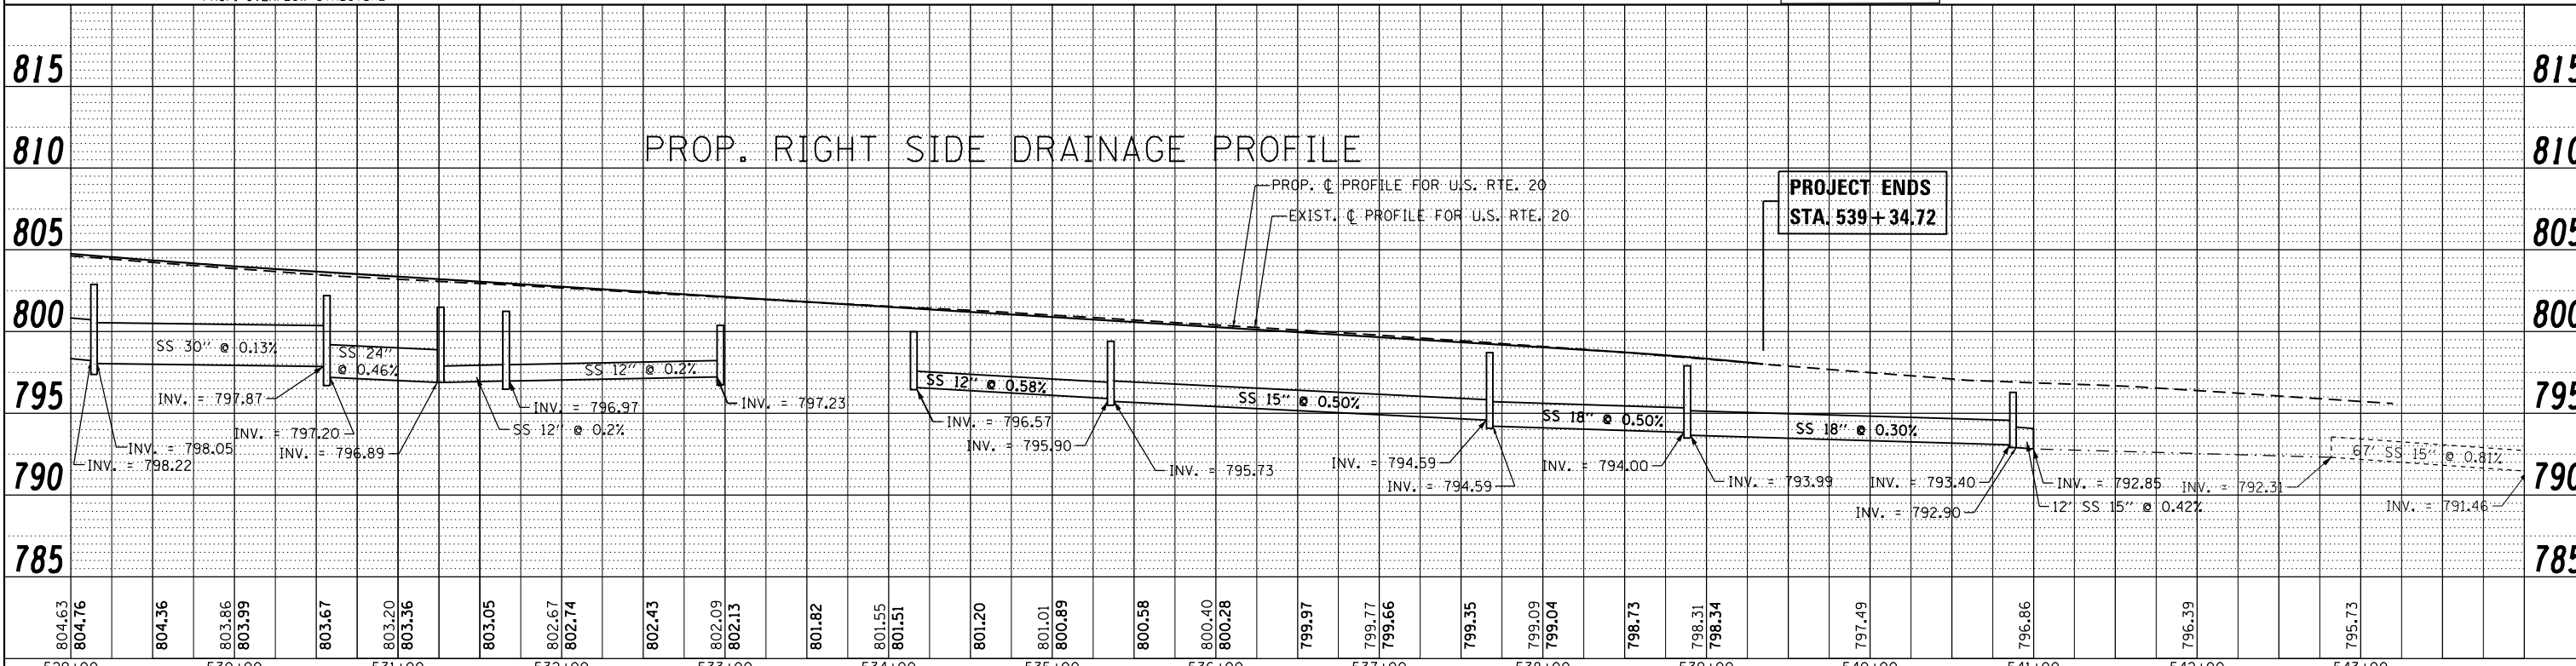 815 815
810 810
PROP. RIGHT SIDE DRAINAGE PROFILE
PROP. ℄ PROFILE FOR U.S. RTE. 20
EXIST. ℄ PROFILE FOR U.S. RTE. 20
PROJECT ENDS
STA. 539+34.72
805 805
800 800
SS 30" @ 0.13%
SS 24"
@ 0.46%
SS 12" @ 0.2%
SS 12" @ 0.58%
SS 15" @ 0.50%
SS 18" @ 0.50%
SS 18" @ 0.30%
795 795
INV. = 797.87
INV. = 796.97
INV. = 797.23
INV. = 797.20
SS 12" @ 0.2%
INV. = 796.57
INV. = 798.05
INV. = 796.89
INV. = 795.90
INV. = 798.22
INV. = 795.73
INV. = 794.59
INV. = 794.59
INV. = 794.00
INV. = 793.99
INV. = 793.40
INV. = 792.85
INV. = 792.31
67' SS 15" @ 0.81%
790 790
INV. = 792.90
12' SS 15" @ 0.42%
INV. = 791.46
785 785
804.63
804.76
804.36
803.86
803.99
803.67
803.20
803.36
803.05
802.67
802.74
802.43
802.09
802.13
801.82
801.55
801.51
801.20
801.01
800.89
800.58
800.40
800.28
799.97
799.77
799.66
799.35
799.09
799.04
798.73
798.31
798.34
797.49
796.86
796.39
795.73